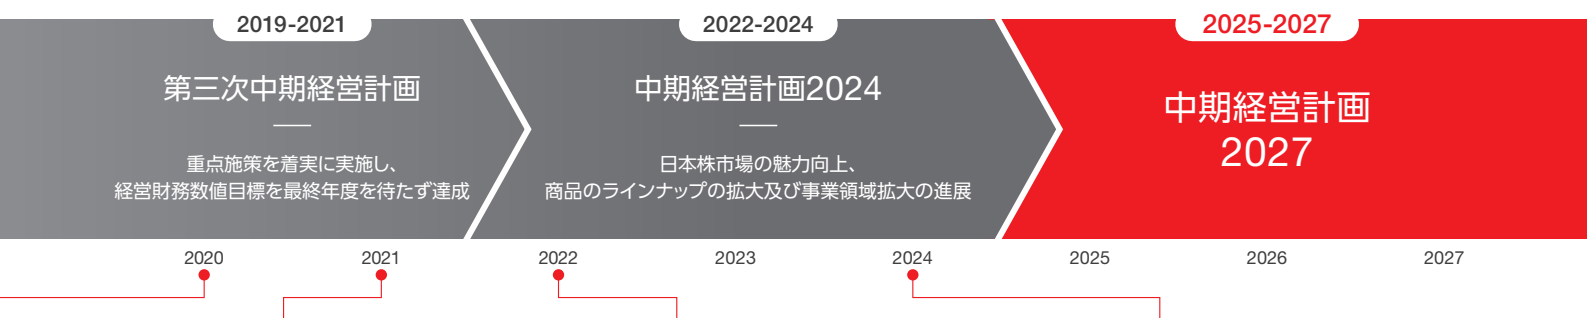 2019-2021
第三次中期経営計画
重点施策を着実に実施し、
経営財務数値目標を最終年度を待たず達成
2022-2024
中期経営計画2024
日本株市場の魅力向上、
商品のラインナップの拡大及び事業領域拡大の進展
2025-2027
中期経営計画
2027
2020
2021
2022
2023
2024
2025
2026
2027